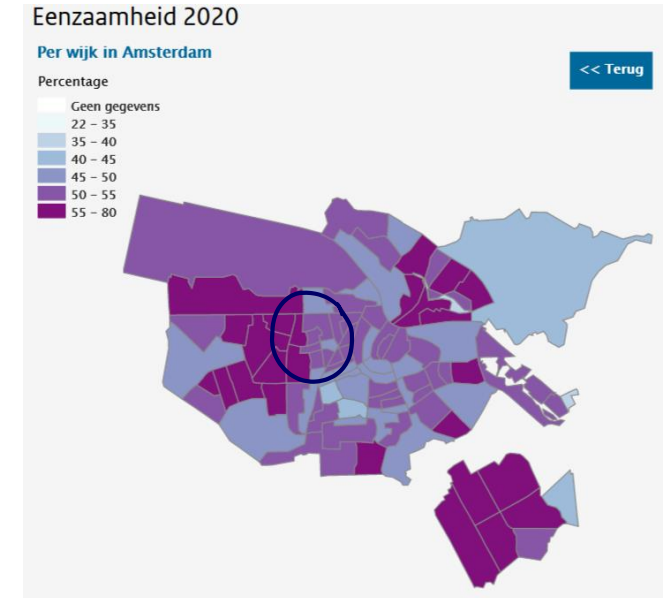 Eenzaamheid 2020
Per wijk in Amsterdam
<< Terug
Percentage
Geen gegevens
22 - 35
35 - 40
40 - 45
45 - 50
50 - 55
55 - 80